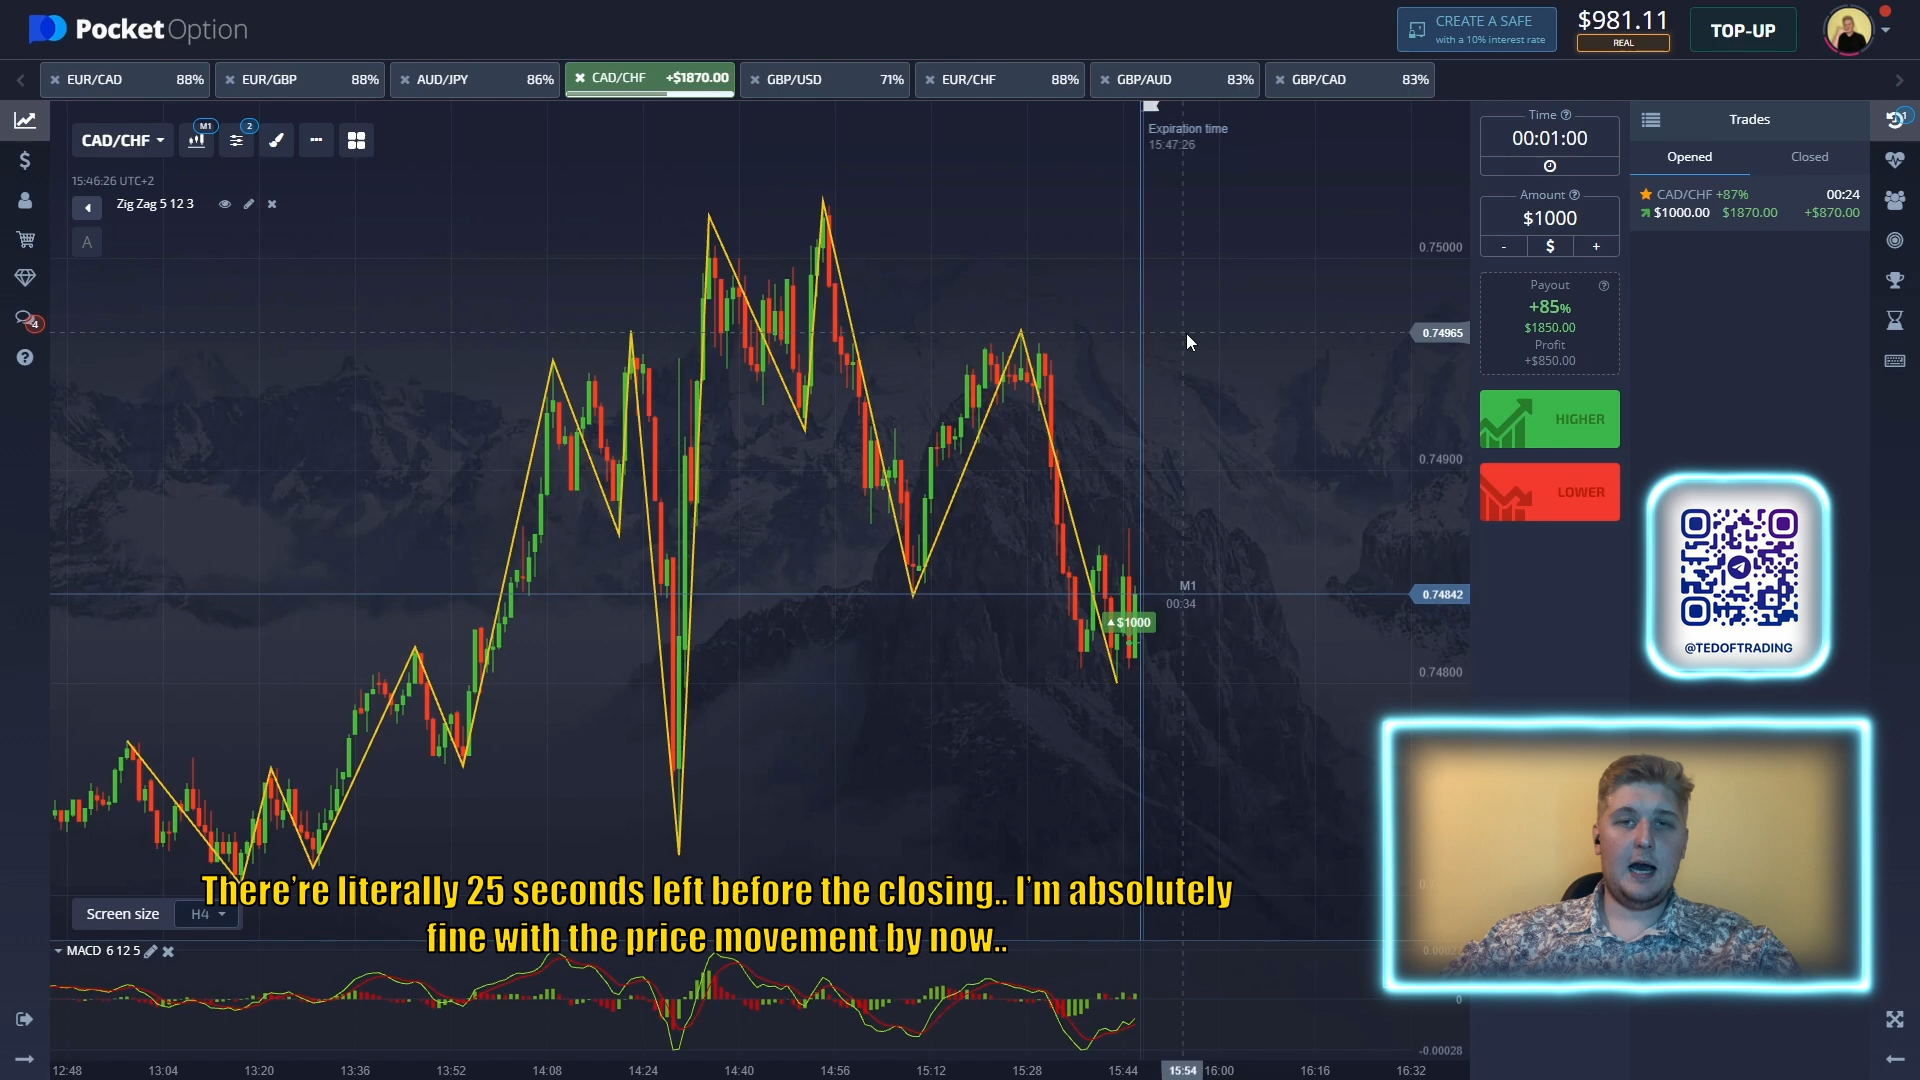 PocketOption
CREATE A SAFE
with a 10% interest rate
$981.11
REAL
TOP-UP
EUR/CAD 88%
EUR/GBP 88%
AUD/JPY 86%
CAD/CHF +$1870.00
GBP/USD 71%
EUR/CHF 88%
GBP/AUD 83%
GBP/CAD 83%
CAD/CHF
M1
2
15:46:26 UTC+2
Zig Zag 5 12 3
A
Expiration time
15:47:26
0.75000
0.74965
0.74900
0.74842
0.74800
M1
00:34
$1000
Time
00:01:00
Amount
$1000
- $ +
Payout
+85%
$1850.00
Profit
+$850.00
HIGHER
LOWER
Trades
Opened Closed
CAD/CHF +87% 00:24
$1000.00 $1870.00 +$870.00
4
@TEDOFTRADING
There're literally 25 seconds left before the closing.. I'm absolutely
fine with the price movement by now..
Screen size H4
MACD 6 12 5
0
-0.00028
12:48 13:04 13:20 13:36 13:52 14:08 14:24 14:40 14:56 15:12 15:28 15:44 15:54 16:00 16:16 16:32